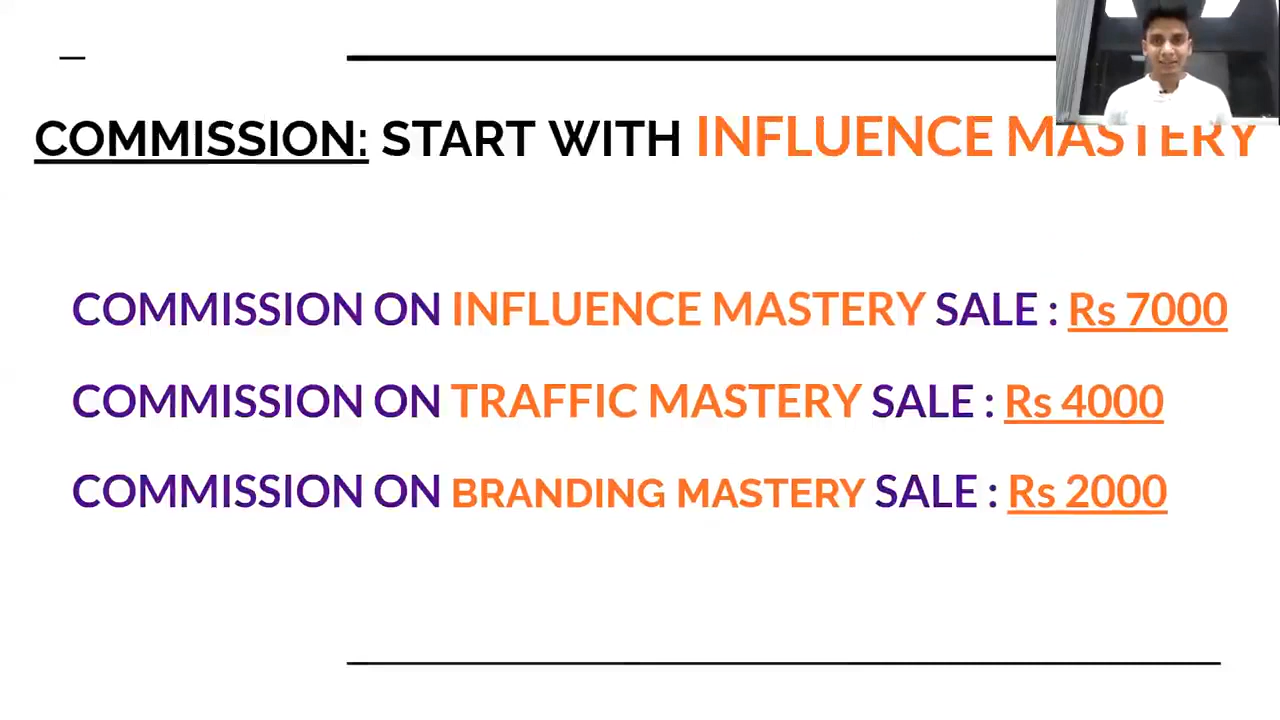 COMMISSION: START WITH INFLUENCE MASTERY
COMMISSION ON INFLUENCE MASTERY SALE : Rs 7000
COMMISSION ON TRAFFIC MASTERY SALE : Rs 4000
COMMISSION ON BRANDING MASTERY SALE : Rs 2000